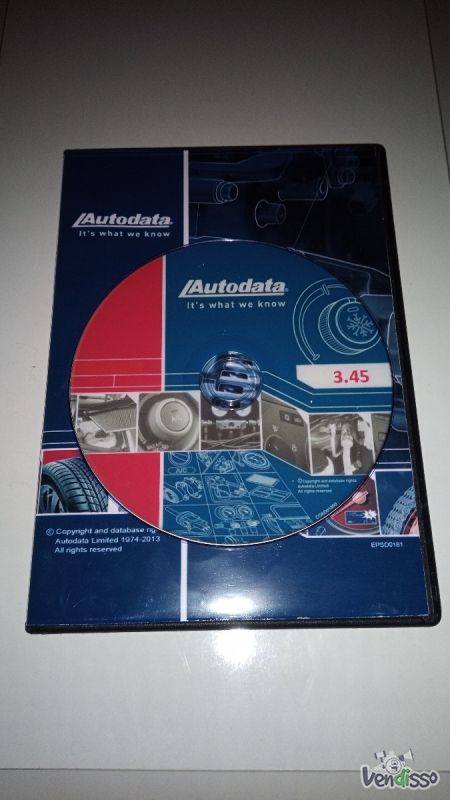 Autodata®
It's what we know
Autodata®
It's what we know
3.45
© Copyright and database rights
Autodata Limited
All rights reserved
© Copyright and database rig
Autodata Limited 1974-2013
All rights reserved
EPSD0181
Vendisso